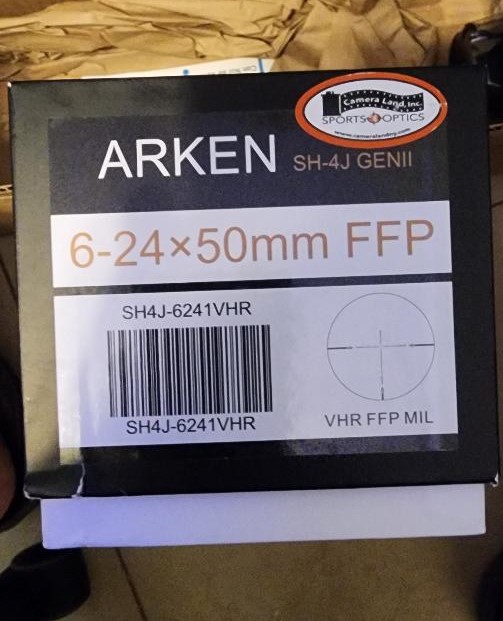 Camera Land, Inc.
SPORTS OPTICS
www.cameralandny.com
ARKEN SH-4J GENII
6-24×50mm FFP
SH4J-6241VHR
SH4J-6241VHR
VHR FFP MIL